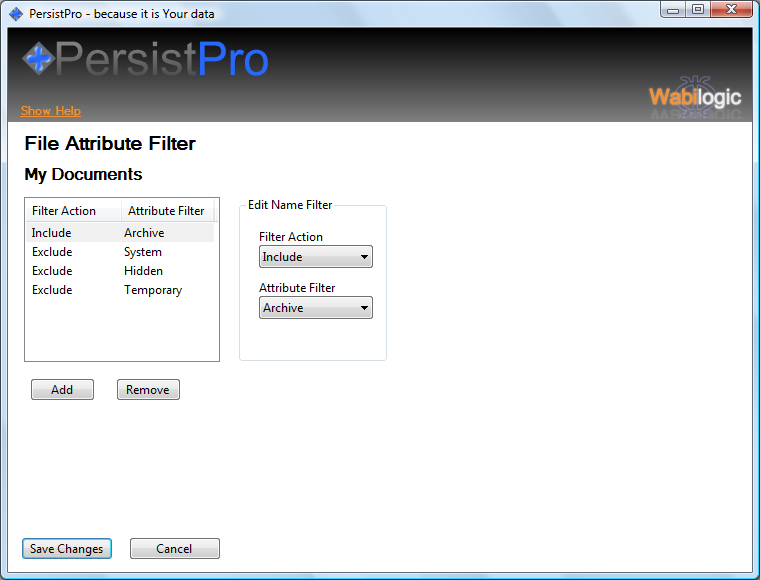 PersistPro - because it is Your data
PersistPro
Show Help
Wabilogic
File Attribute Filter
My Documents
Filter Action Attribute Filter
Include Archive
Exclude System
Exclude Hidden
Exclude Temporary
Edit Name Filter
Filter Action
Include
Attribute Filter
Archive
Add Remove
Save Changes Cancel